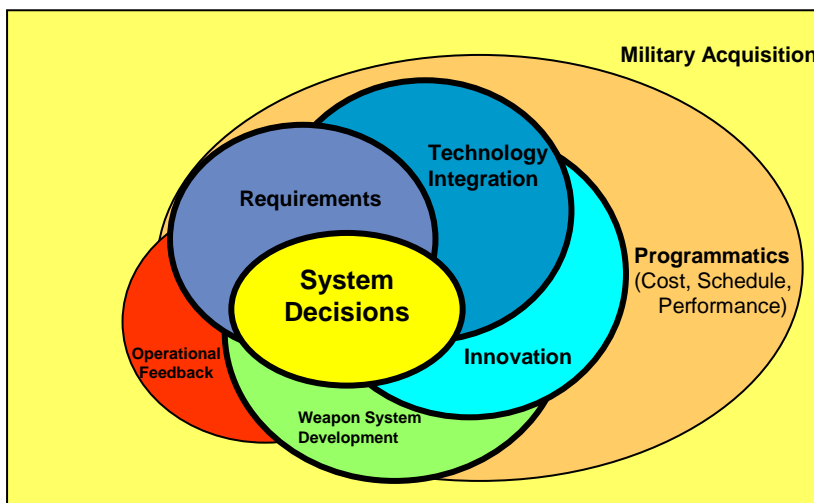 Military Acquisition
Technology
Integration
Requirements
Programmatics
(Cost, Schedule,
Performance)
System
Decisions
Operational
Feedback
Innovation
Weapon System
Development